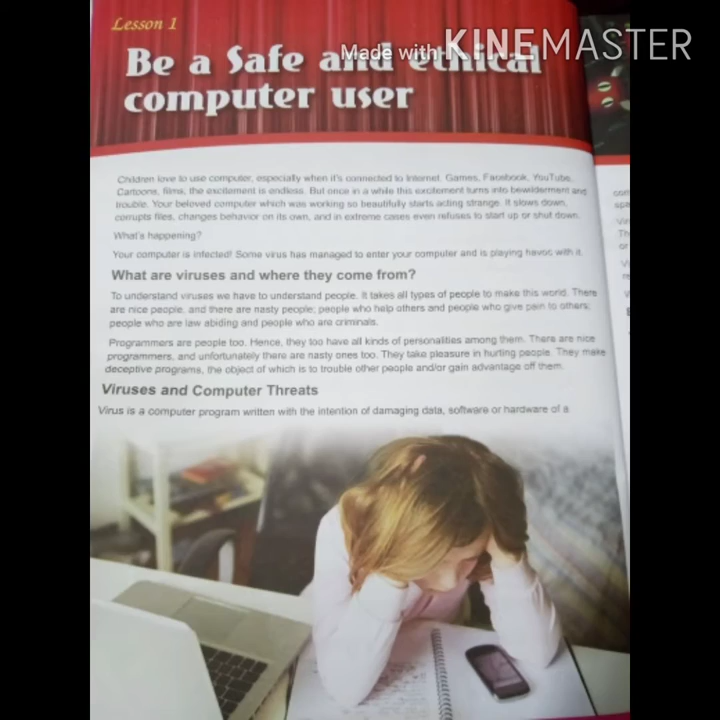 Lesson 1
Made with KINEMASTER
Be a Safe and ethical
computer user
Children love to use computer, especially when it's connected to Internet. Games, Facebook, YouTube,
Cartoons, films, the excitement is endless. But once in a while this excitement turns into bewilderment and
trouble. Your beloved computer which was working so beautifully starts acting strange. It slows down,
corrupts files, changes behavior on its own, and in extreme cases even refuses to start up or shut down.
What's happening?
Your computer is infected! Some virus has managed to enter your computer and is playing havoc with it.
What are viruses and where they come from?
To understand viruses we have to understand people. It takes all types of people to make this world. There
are nice people, and there are nasty people; people who help others and people who give pain to others;
people who are law abiding and people who are criminals.
Programmers are people too. Hence, they too have all kinds of personalities among them. There are nice
programmers, and unfortunately there are nasty ones too. They take pleasure in hurting people. They make
deceptive programs, the object of which is to trouble other people and/or gain advantage off them.
Viruses and Computer Threats
Virus is a computer program written with the intention of damaging data, software or hardware of a